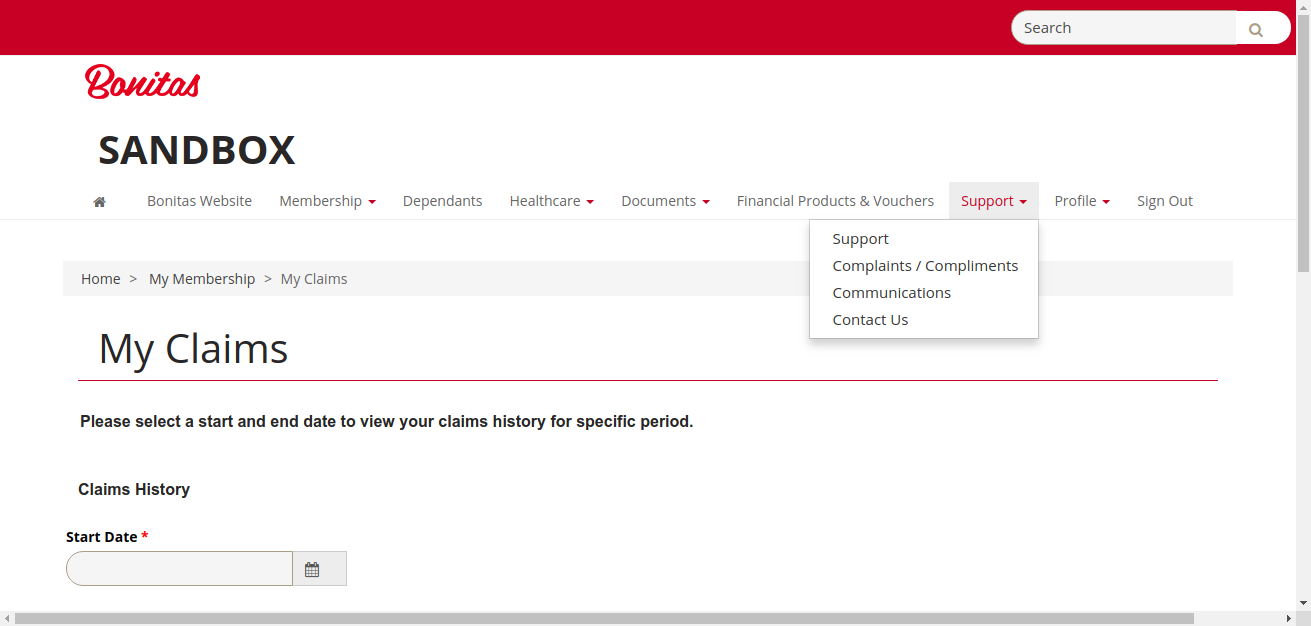 Search
Bonitas
SANDBOX
Bonitas Website Membership Dependants Healthcare Documents Financial Products & Vouchers Support Profile Sign Out
Support
Complaints / Compliments
Communications
Contact Us
Home > My Membership > My Claims
My Claims
Please select a start and end date to view your claims history for specific period.
Claims History
Start Date *